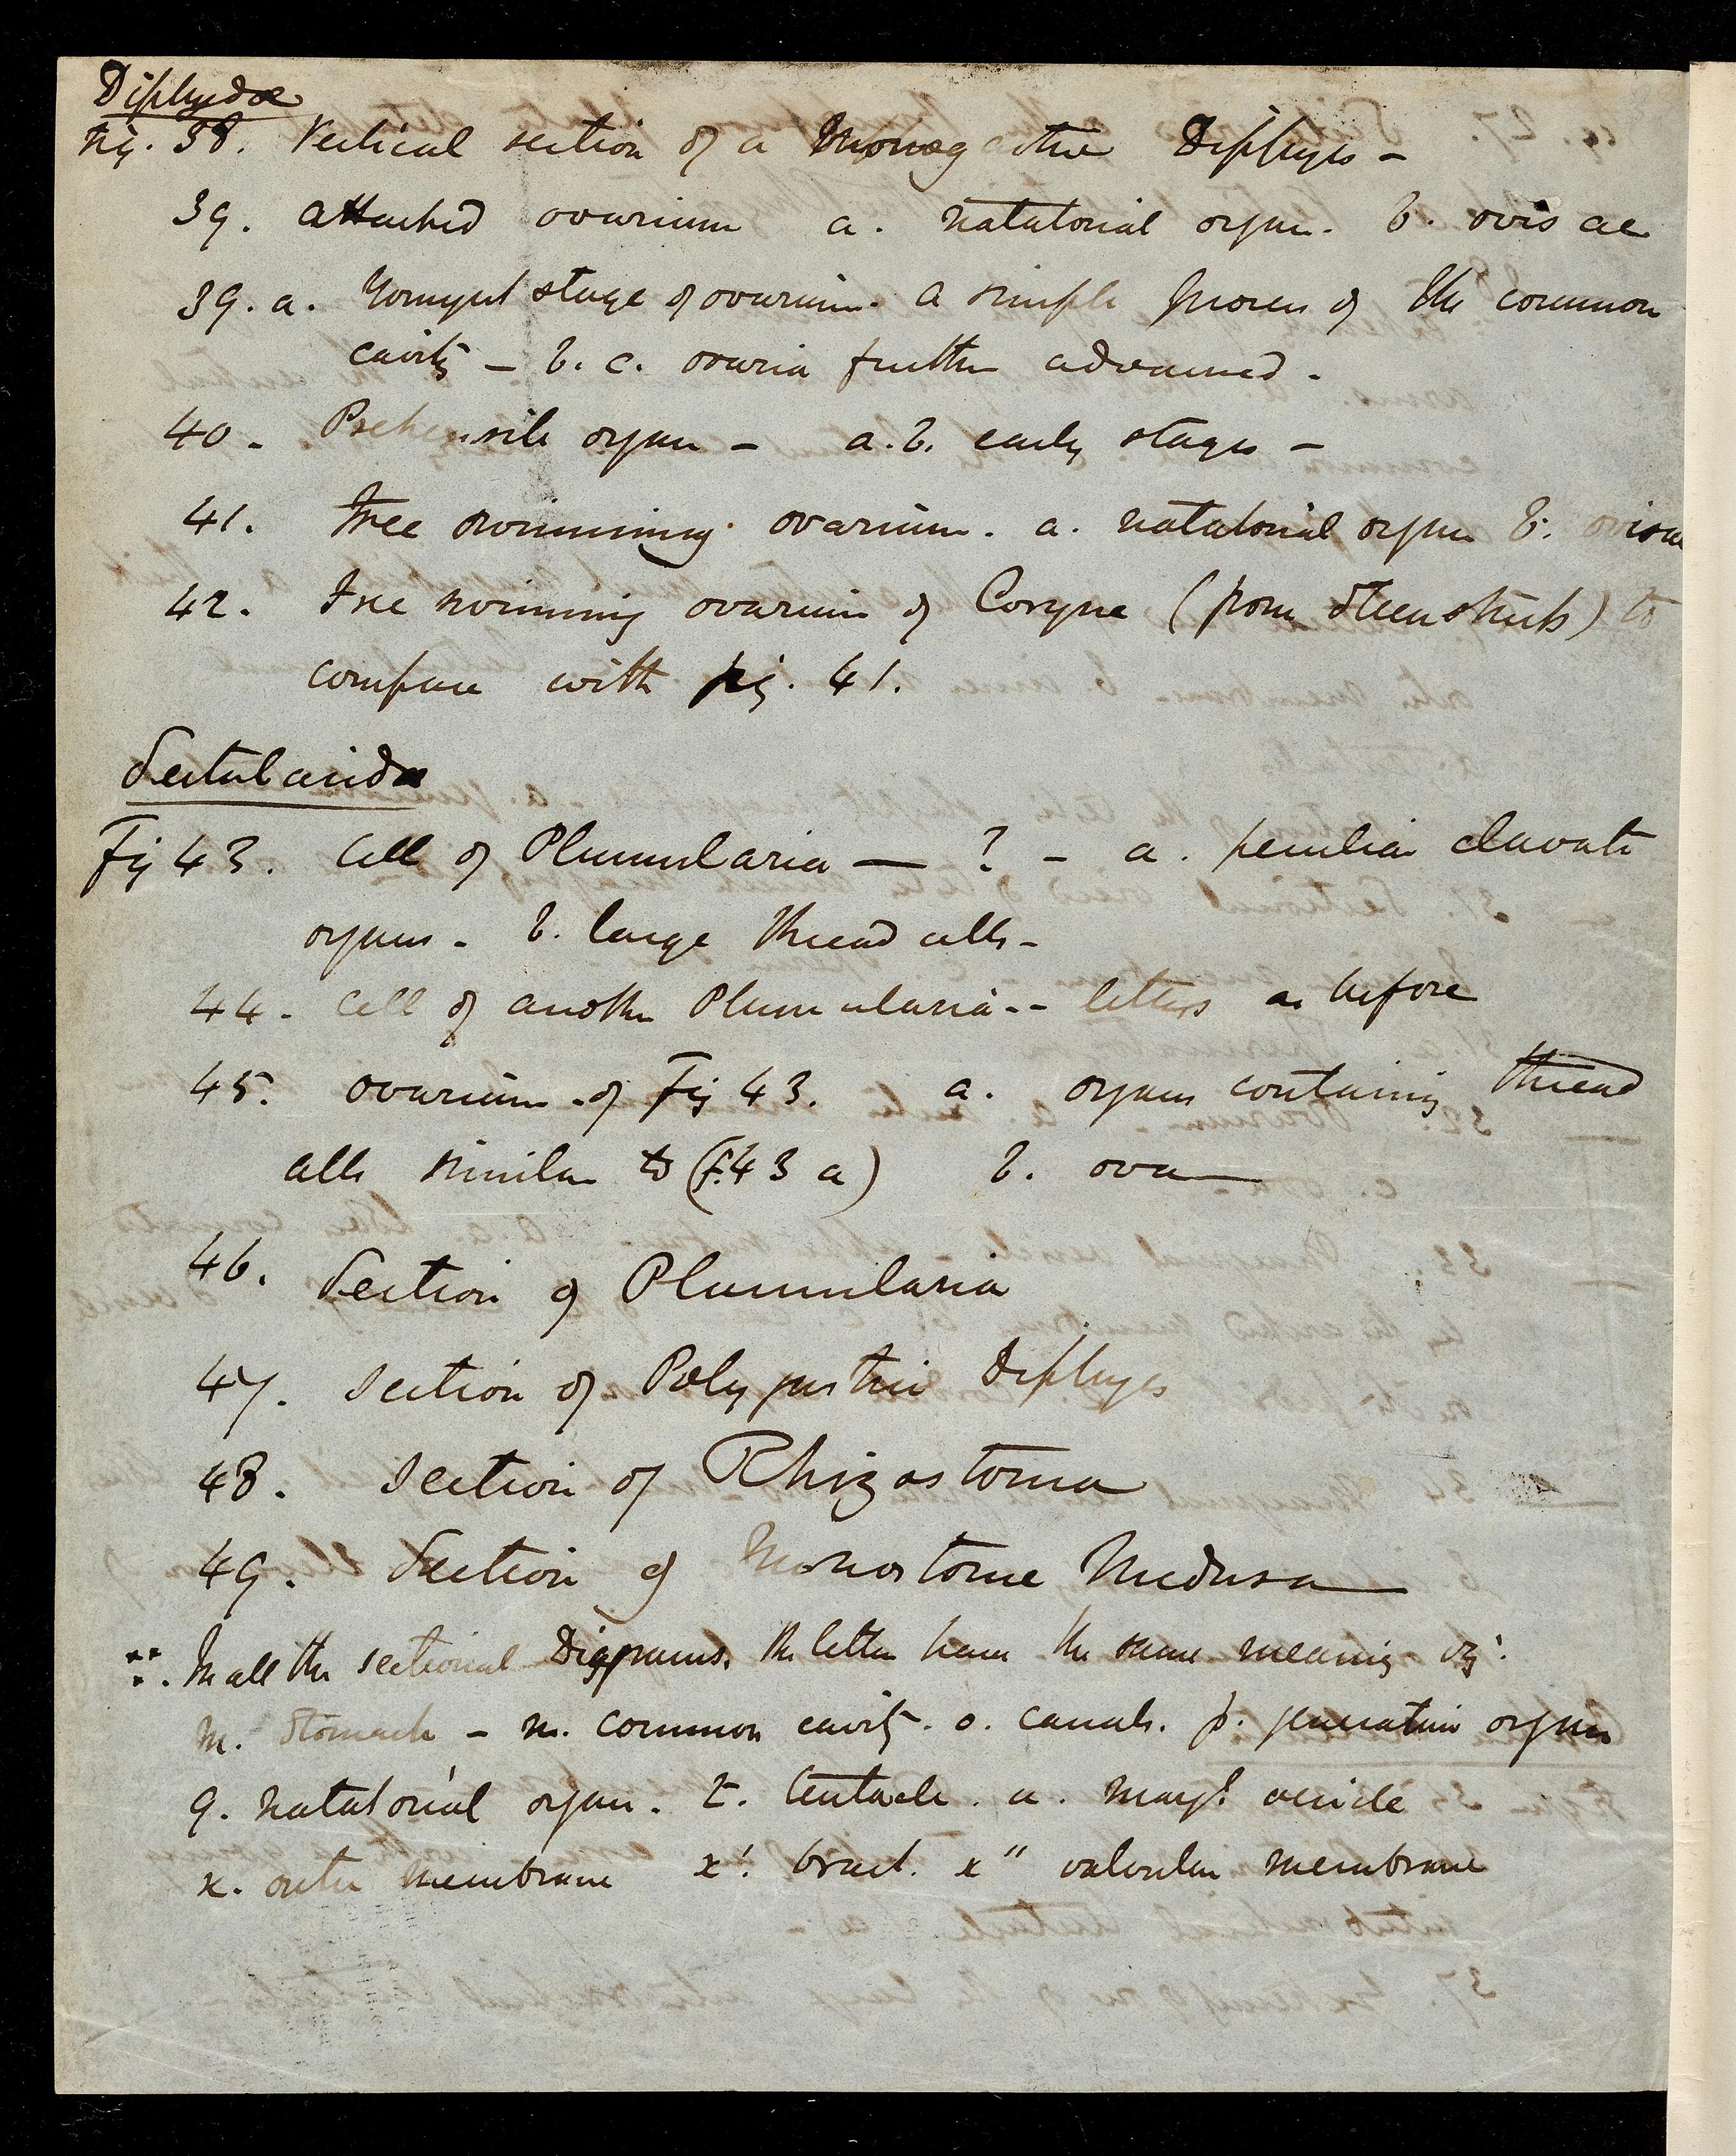 Diphydæ
Fig. 38. Vertical section of a Monogastric Diphyes –
39. attached ovarium a. natatorial organ. b. ovisac
39. a. Youngest stage of ovarium. a simple process of the common
cavity – b. c. ovaria further advanced.
40 – Prehensile organ – a. b. early stages –
41. Free swimming ovarium. a. natatorial organ b. ovisac
42. Free swimming ovarium of Coryne (from Steenstrup) to
compare with fig. 41.
Sertularidæ
Fig 43. Cell of Plumularia — ? – a. peculiar clavate
organs – b. large thread cells –
44 – Cell of another Plumularia -- letters as before
45. ovarium of Fig 43. a. organs containing thread
cells similar to (f. 43 a) b. ova
46. Section of Plumularia
47. Section of Polygastric Diphyes
48. Section of Rhizostoma
49. Section of Monostome Medusa
In all the sectional Diagrams, the letters have the same meaning viz:
m. Stomach – n. common cavity. o. canals. p. generative organ
q. natatorial organ. t. tentacle. u. margl. vesicle
x. outer membrane x'. bract. x'' valvular membrane